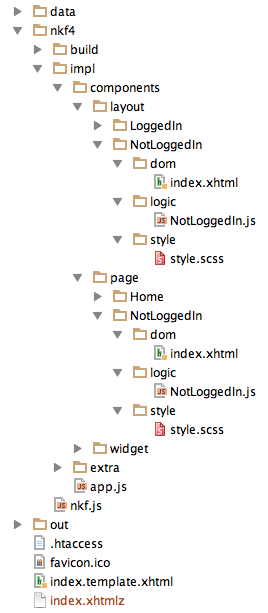 data
nkf4
build
impl
components
layout
LoggedIn
NotLoggedIn
dom
index.xhtml
logic
NotLoggedIn.js
style
style.scss
page
Home
NotLoggedIn
dom
index.xhtml
logic
NotLoggedIn.js
style
style.scss
widget
extra
app.js
nkf.js
out
.htaccess
favicon.ico
index.template.xhtml
index.xhtmlz